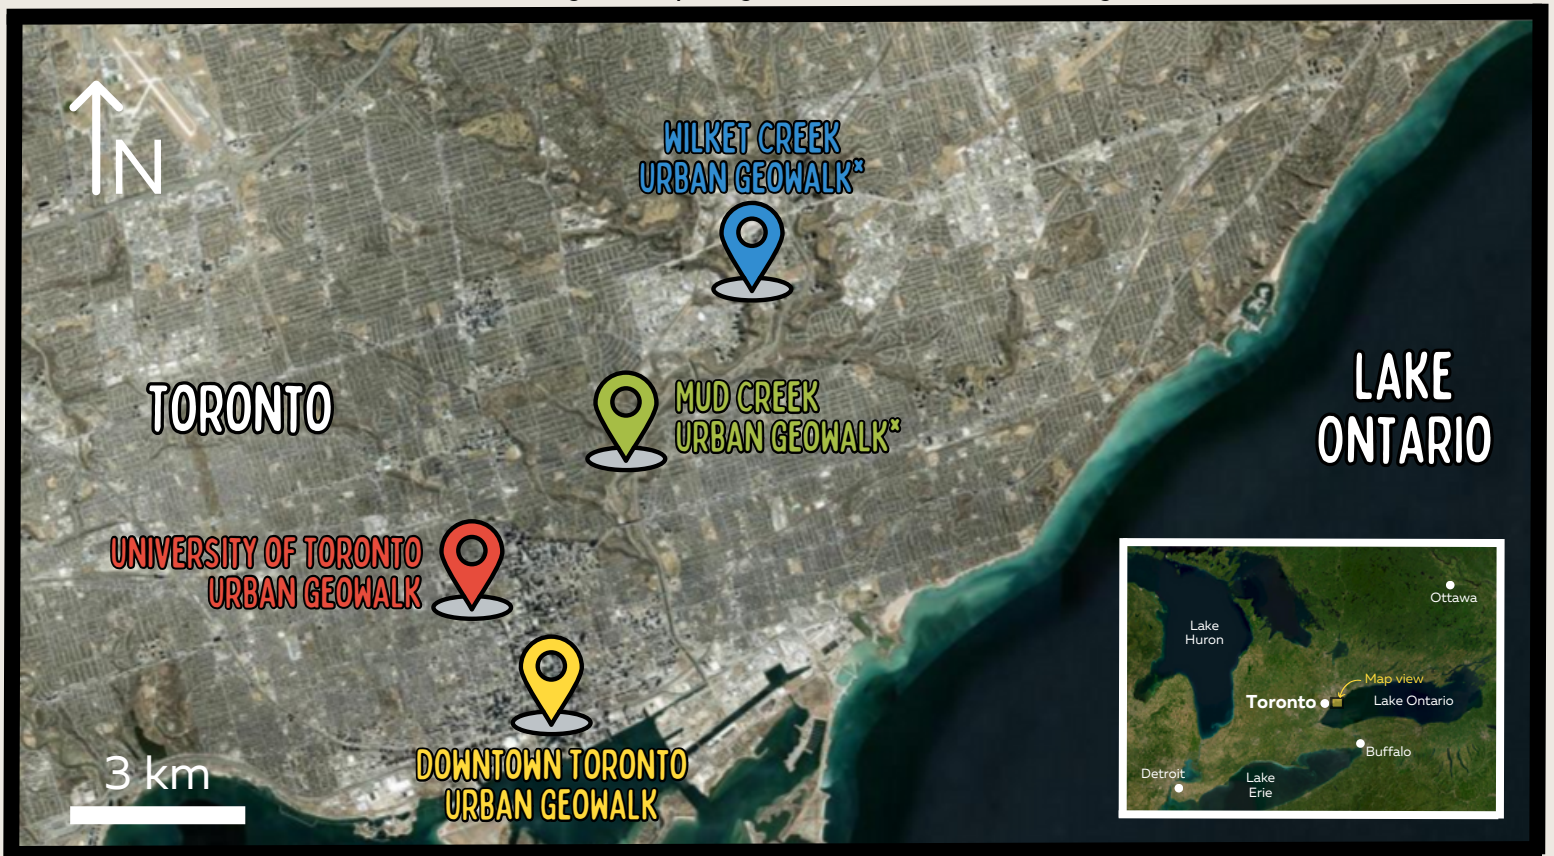 N
WILKET CREEK
URBAN GEOWALK*
TORONTO
MUD CREEK
URBAN GEOWALK*
LAKE
ONTARIO
UNIVERSITY OF TORONTO
URBAN GEOWALK
DOWNTOWN TORONTO
URBAN GEOWALK
3 km
Ottawa
Lake
Huron
Map view
Toronto
Lake Ontario
Buffalo
Detroit
Lake
Erie